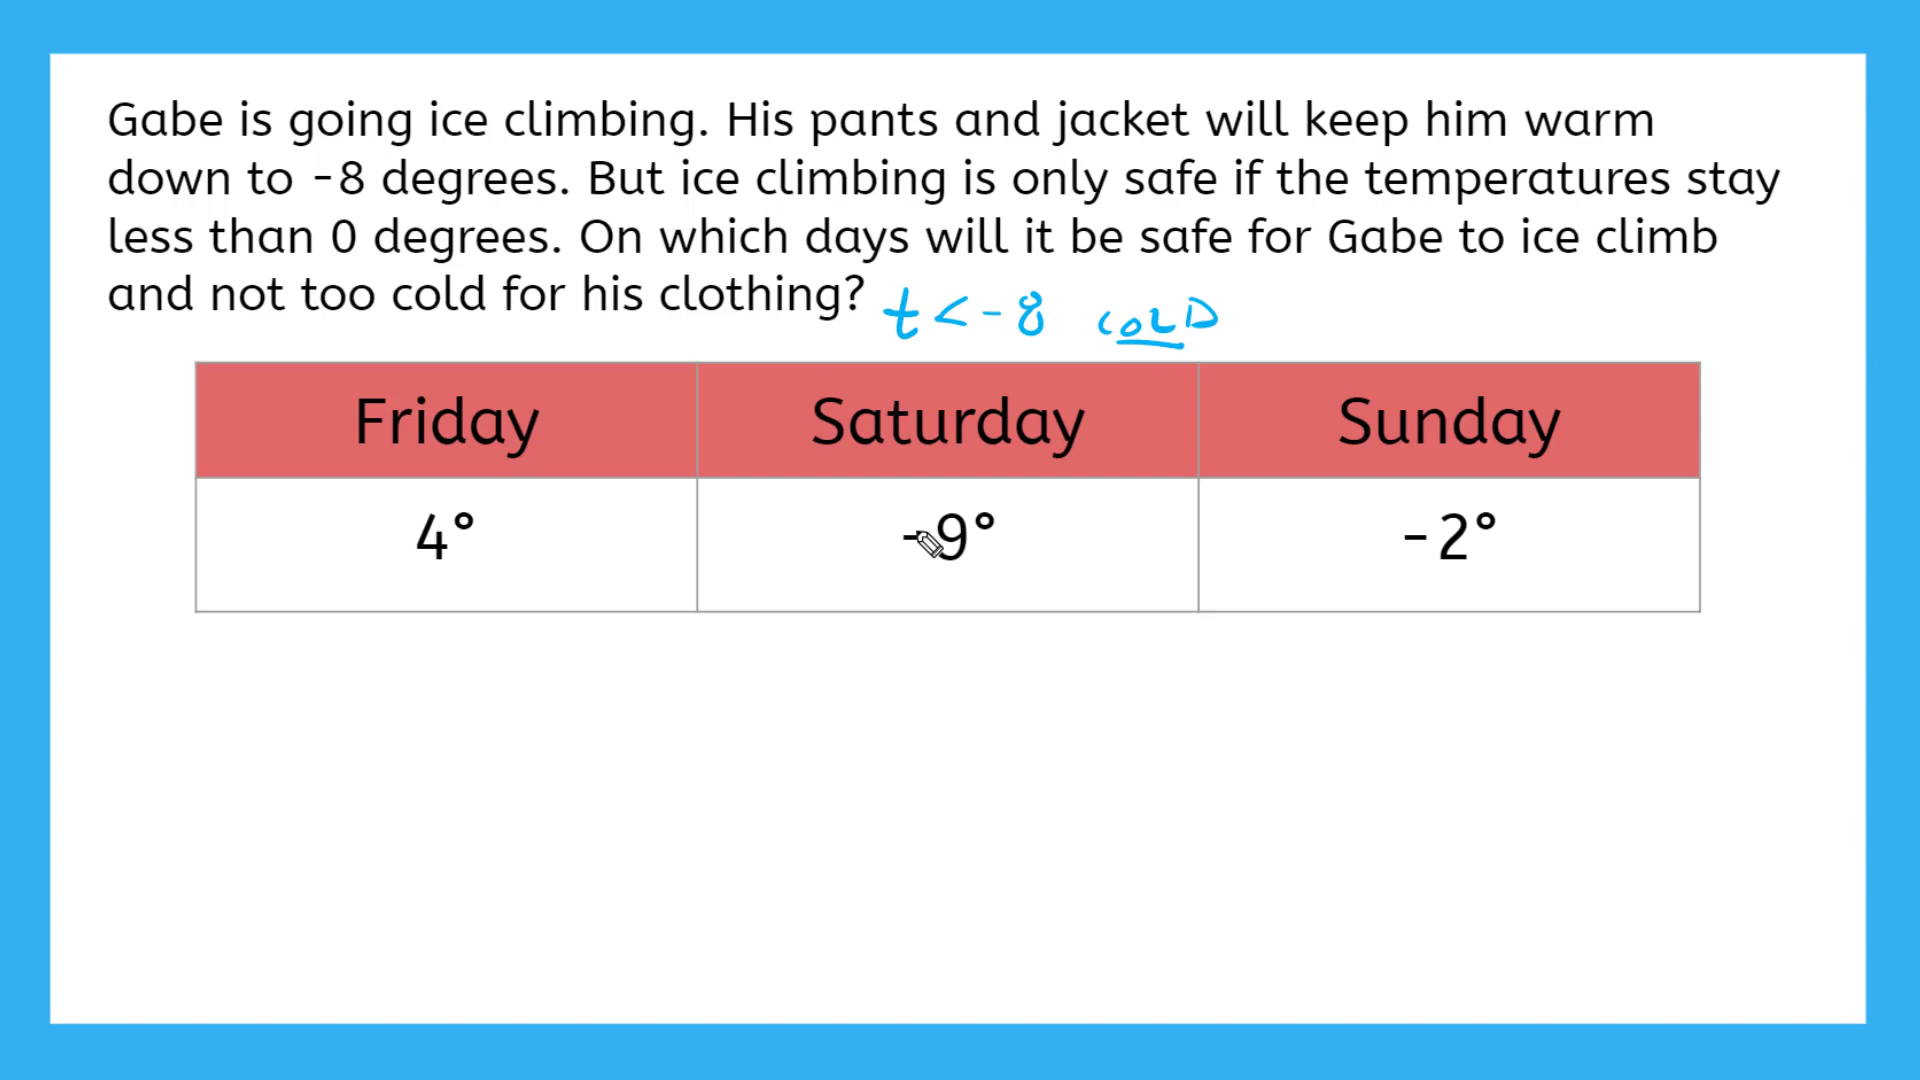 Gabe is going ice climbing. His pants and jacket will keep him warm
down to -8 degrees. But ice climbing is only safe if the temperatures stay
less than 0 degrees. On which days will it be safe for Gabe to ice climb
and not too cold for his clothing? t < -8 COLD
Friday Saturday Sunday
4° -9° -2°